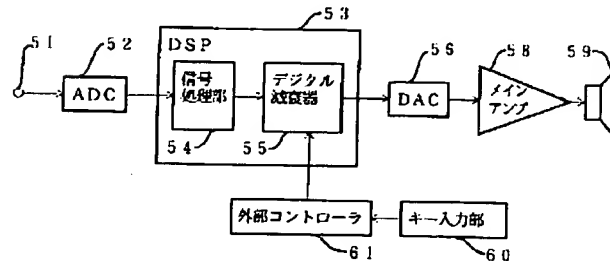 51
52
53
56
58
59
ADC
DSP
信号
処理部
54
デジタル
減衰器
55
DAC
メイン
アンプ
外部コントローラ
61
キー入力部
60